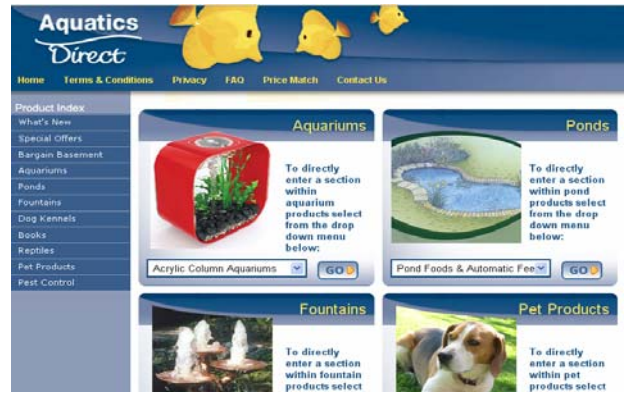 Aquatics
Direct
Home Terms & Conditions Privacy FAQ Price Match Contact Us
Product Index
What's New
Special Offers
Bargain Basement
Aquariums
Ponds
Fountains
Dog Kennels
Books
Reptiles
Pet Products
Pest Control
Aquariums
To directly
enter a section
within
aquarium
products select
from the drop
down menu
below:
Acrylic Column Aquariums
GO
Ponds
To directly
enter a section
within pond
products select
from the drop
down menu
below:
Pond Foods & Automatic Fee
GO
Fountains
To directly
enter a section
within fountain
products select
Pet Products
To directly
enter a section
within pet
products select